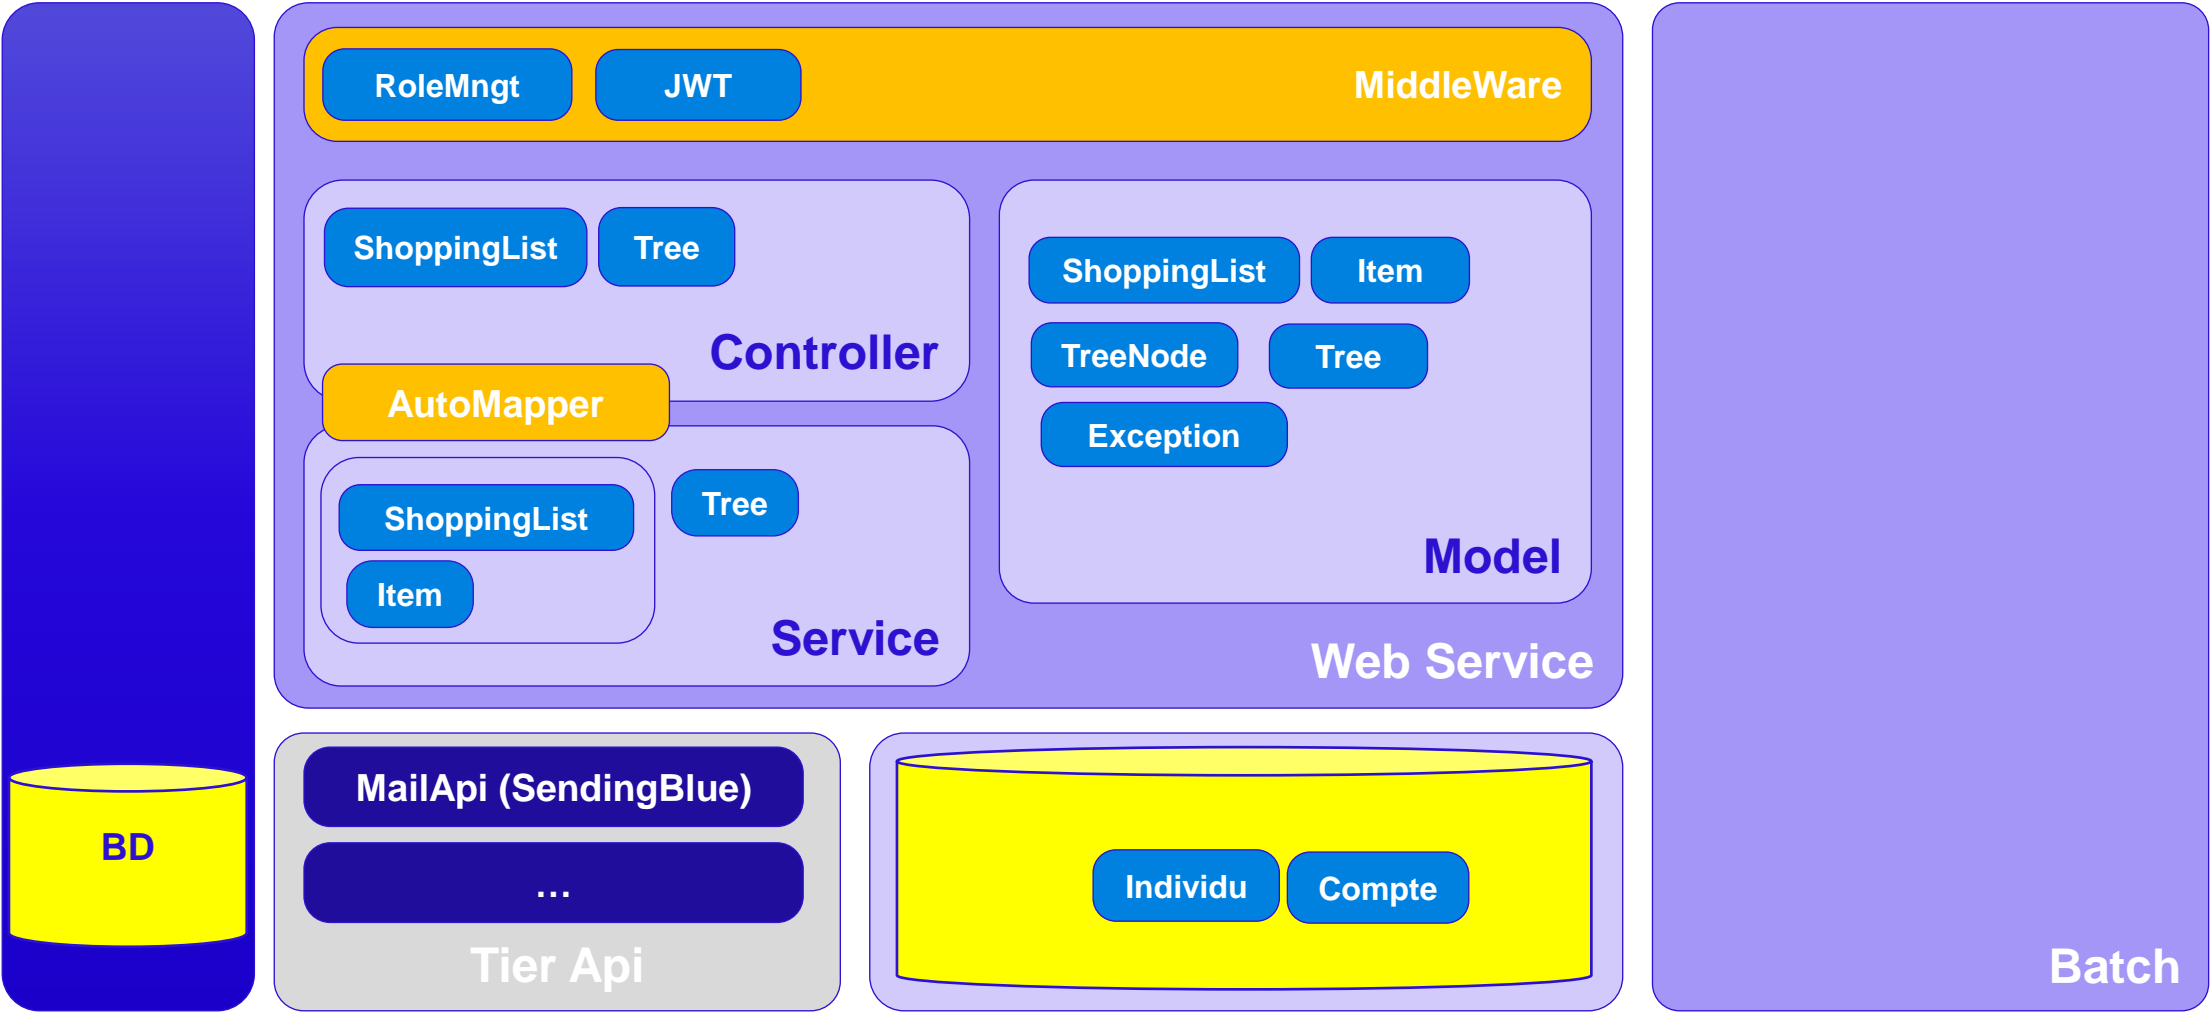 RoleMngt
JWT
MiddleWare
ShoppingList
Tree
Controller
AutoMapper
ShoppingList
Item
Tree
Service
ShoppingList
Item
TreeNode
Tree
Exception
Model
Web Service
BD
MailApi (SendingBlue)
...
Tier Api
Individu
Compte
Batch